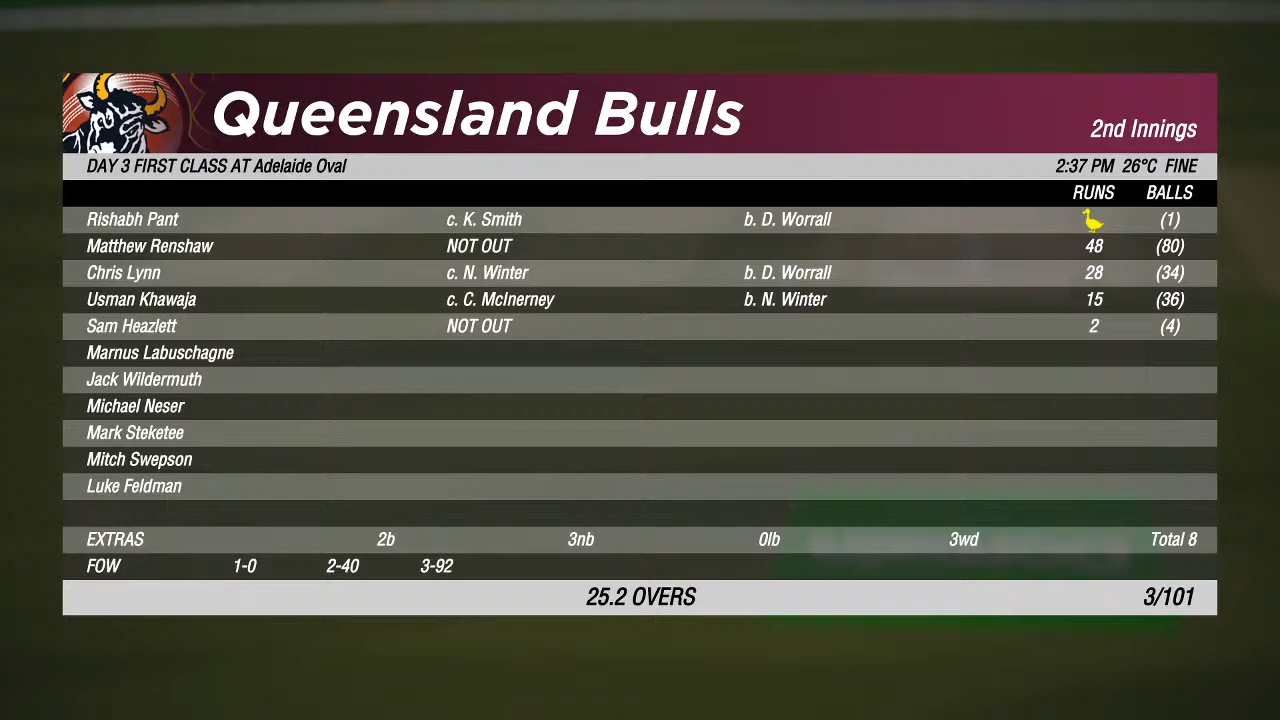 Queensland Bulls
2nd Innings
DAY 3 FIRST CLASS AT Adelaide Oval 2:37 PM 26°C FINE
RUNS BALLS
Rishabh Pant c. K. Smith b. D. Worrall (1)
Matthew Renshaw NOT OUT 48 (80)
Chris Lynn c. N. Winter b. D. Worrall 28 (34)
Usman Khawaja c. C. McInerney b. N. Winter 15 (36)
Sam Heazlett NOT OUT 2 (4)
Marnus Labuschagne
Jack Wildermuth
Michael Neser
Mark Steketee
Mitch Swepson
Luke Feldman
EXTRAS 2b 3nb 0lb 3wd Total 8
FOW 1-0 2-40 3-92
25.2 OVERS 3/101